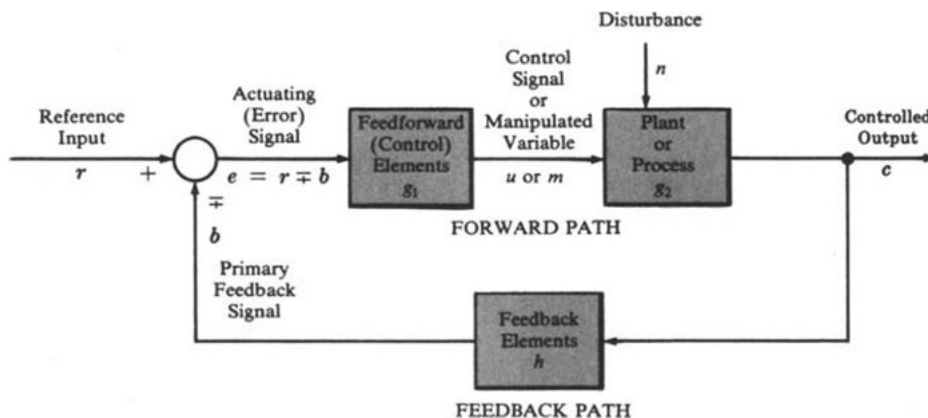 Disturbance
n
Control
Signal
or
Manipulated
Variable
u or m
Reference
Input
r
+
Actuating
(Error)
Signal
e = r ∓ b
Feedforward
(Control)
Elements
g₁
Plant
or
Process
g₂
Controlled
Output
c
∓
b
FORWARD PATH
Primary
Feedback
Signal
Feedback
Elements
h
FEEDBACK PATH